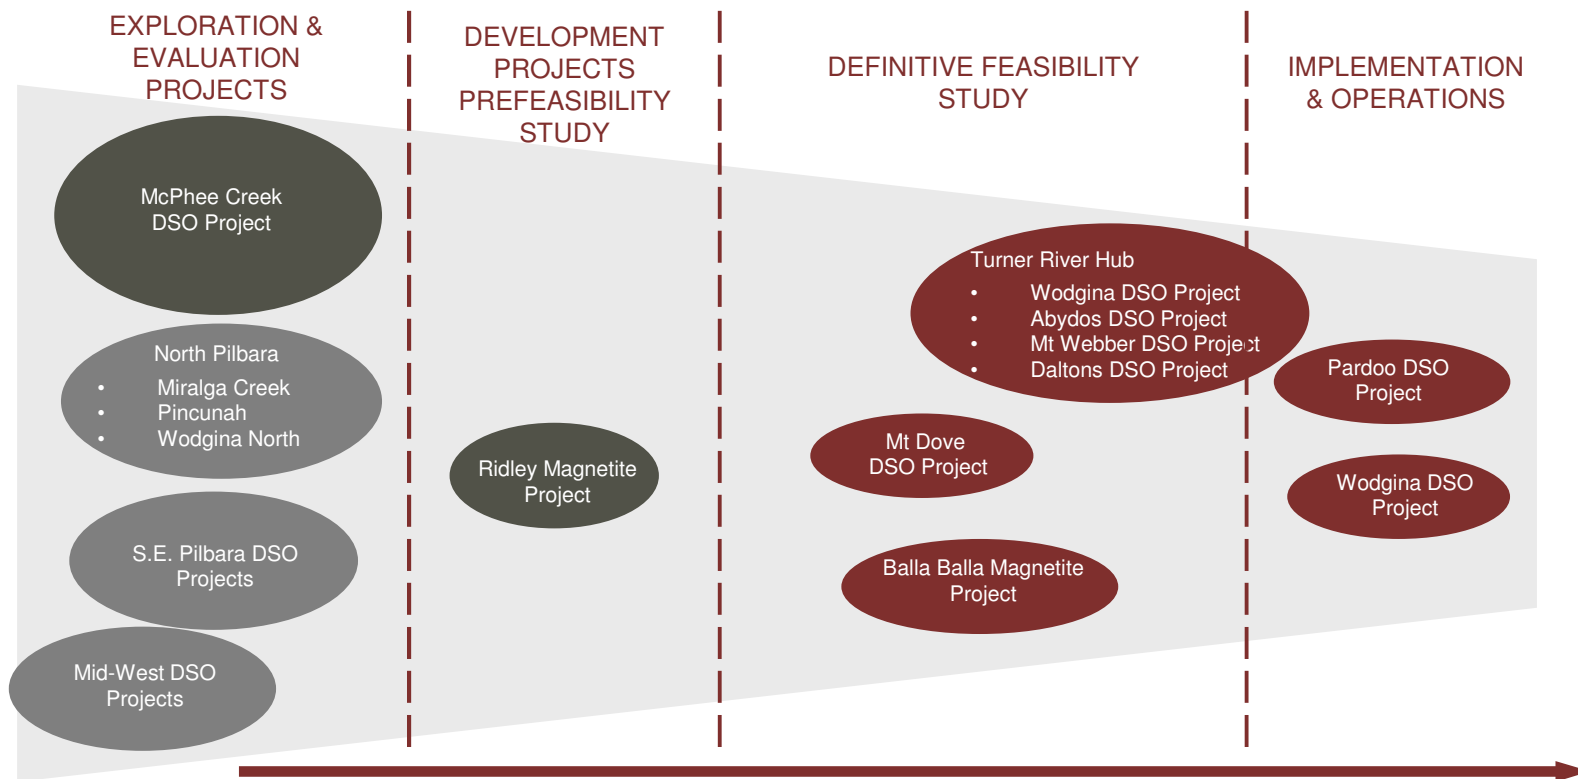 EXPLORATION &
EVALUATION
PROJECTS
DEVELOPMENT
PROJECTS
PREFEASIBILITY
STUDY
DEFINITIVE FEASIBILITY
STUDY
IMPLEMENTATION
& OPERATIONS
McPhee Creek
DSO Project
North Pilbara
• Miralga Creek
• Pincunah
• Wodgina North
S.E. Pilbara DSO
Projects
Mid-West DSO
Projects
Ridley Magnetite
Project
Turner River Hub
• Wodgina DSO Project
• Abydos DSO Project
• Mt Webber DSO Project
• Daltons DSO Project
Mt Dove
DSO Project
Balla Balla Magnetite
Project
Pardoo DSO
Project
Wodgina DSO
Project